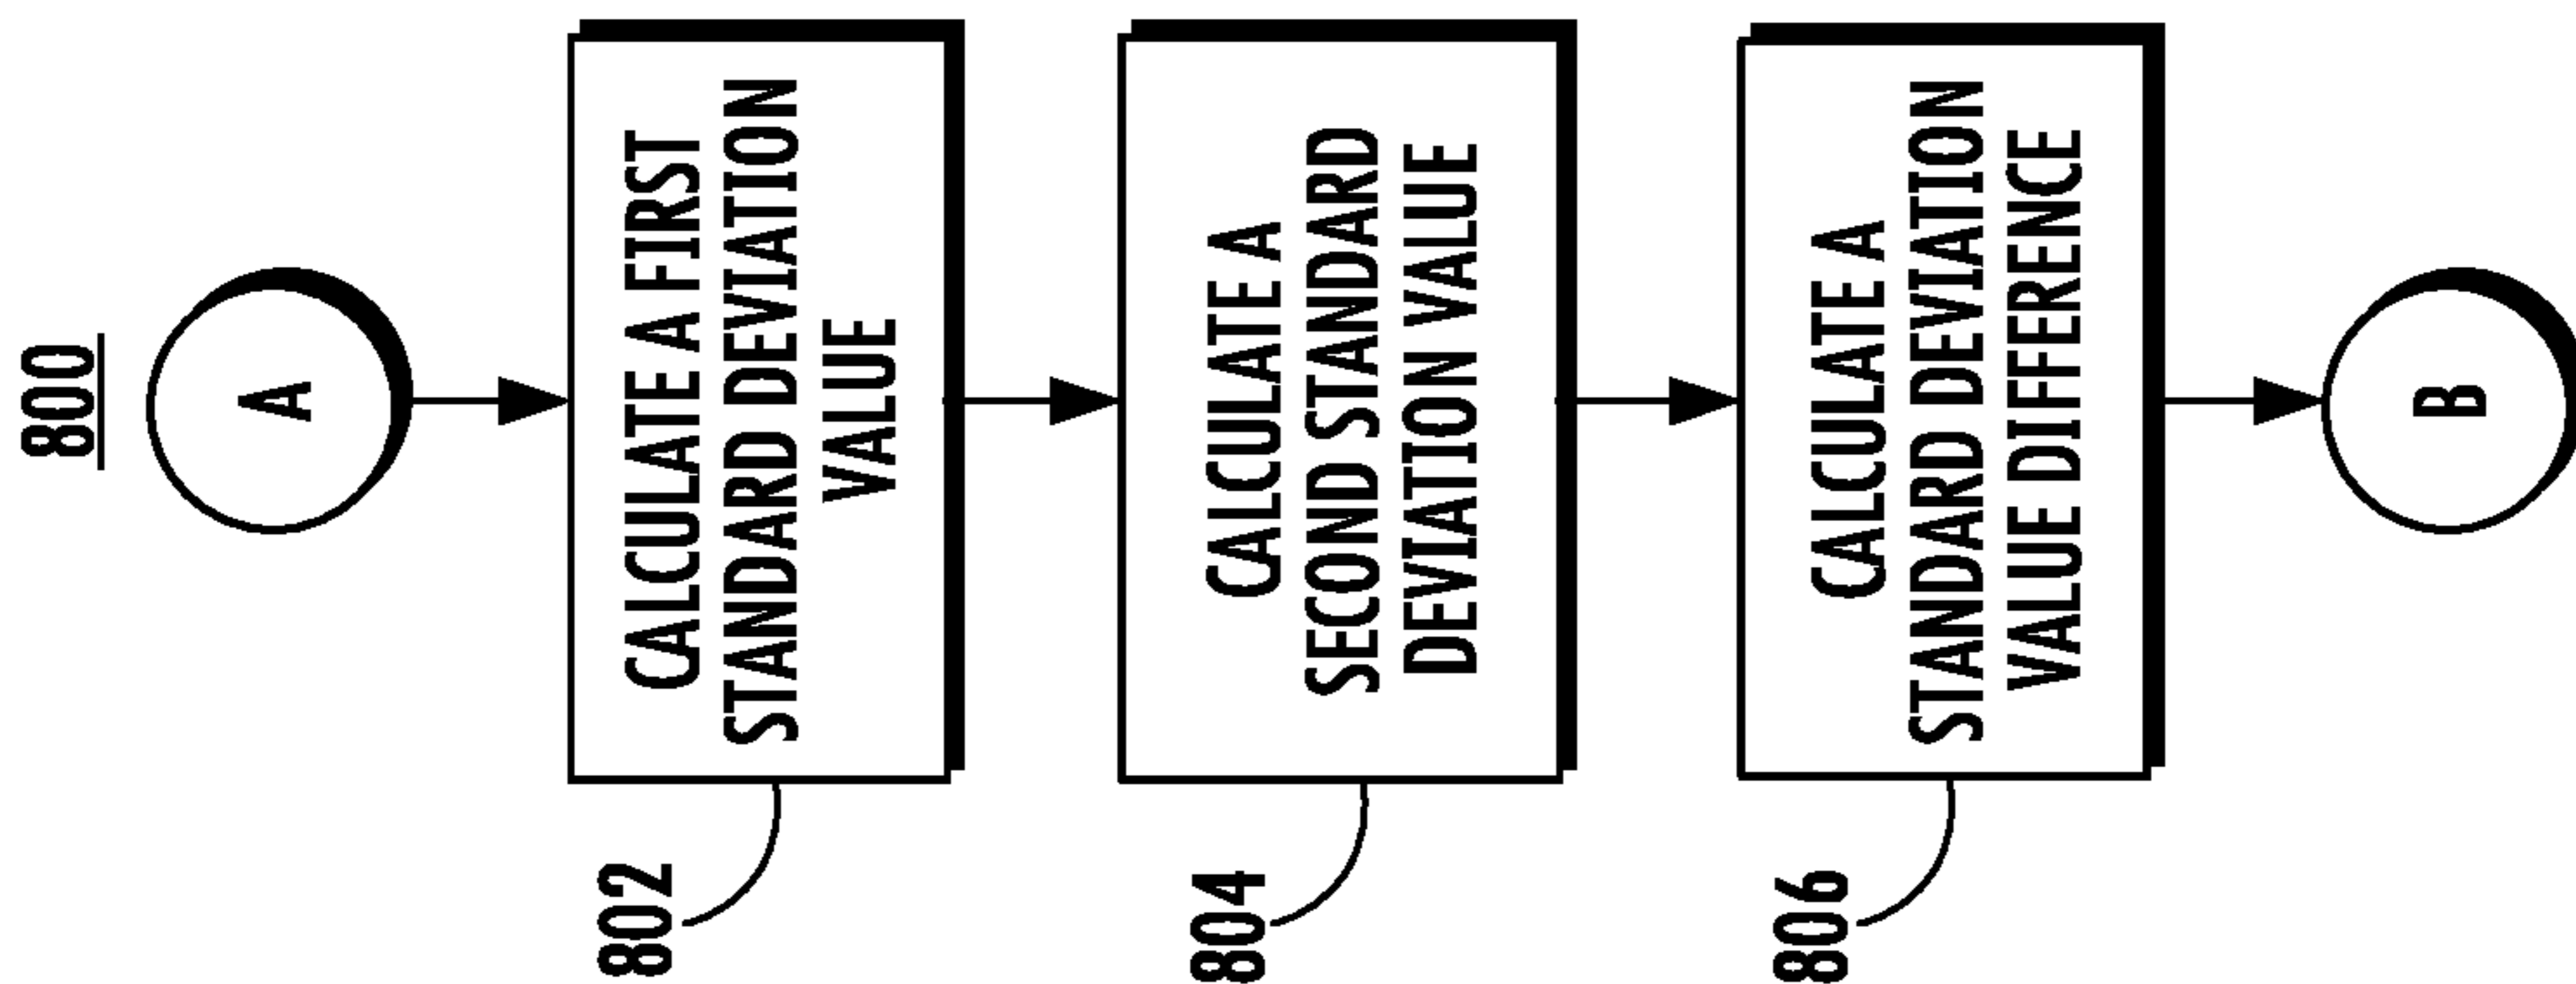 800
A
802
CALCULATE A FIRST
STANDARD DEVIATION
VALUE
804
CALCULATE A
SECOND STANDARD
DEVIATION VALUE
806
CALCULATE A
STANDARD DEVIATION
VALUE DIFFERENCE
B